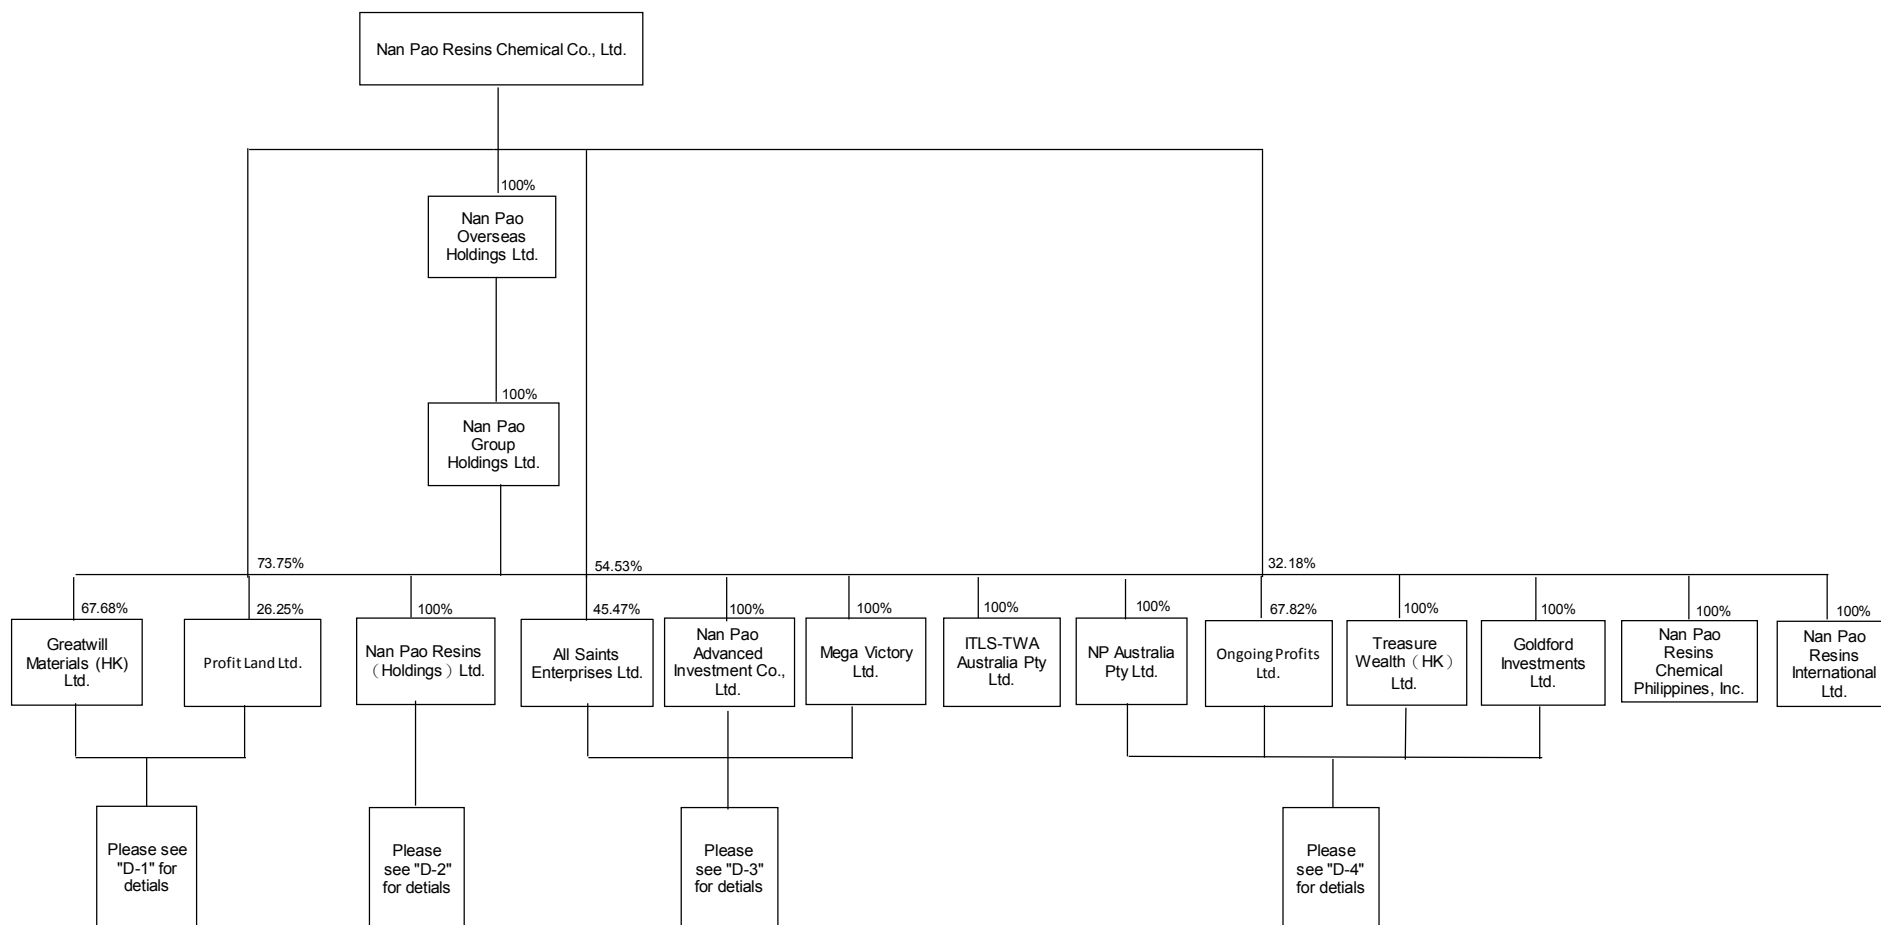 Nan Pao Resins Chemical Co., Ltd.
100%
Nan Pao
Overseas
Holdings Ltd.
100%
Nan Pao
Group
Holdings Ltd.
73.75%
54.53%
32.18%
67.68%
26.25%
100%
45.47%
100%
100%
100%
100%
67.82%
100%
100%
100%
100%
Greatwill
Materials (HK)
Ltd.
Profit Land Ltd.
Nan Pao Resins
（Holdings）Ltd.
All Saints
Enterprises Ltd.
Nan Pao
Advanced
Investment Co.,
Ltd.
Mega Victory
Ltd.
ITLS-TWA
Australia Pty
Ltd.
NP Australia
Pty Ltd.
Ongoing Profits
Ltd.
Treasure
Wealth（HK）
Ltd.
Goldford
Investments
Ltd.
Nan Pao
Resins
Chemical
Philippines, Inc.
Nan Pao
Resins
International
Ltd.
Please see
"D-1" for
detials
Please
see "D-2"
for detials
Please
see "D-3"
for detials
Please
see "D-4"
for detials